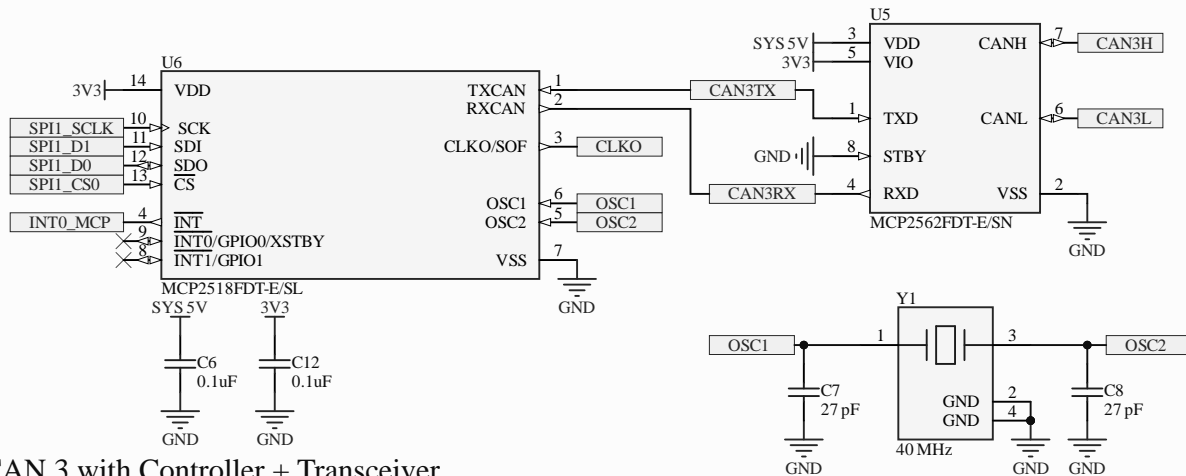 U6
3V3 14 VDD
TXCAN 1
RXCAN 2
SPI1_SCLK 10 SCK
SPI1_D1 11 SDI
CLKO/SOF 3 CLKO
SPI1_D0 12 SDO
SPI1_CS0 13 CS
OSC1 6 OSC1
INT0_MCP 4 INT
OSC2 5 OSC2
9 INT0/GPIO0/XSTBY
8 INT1/GPIO1
VSS 7
GND
MCP2518FDT-E/SL
CAN3TX
CAN3RX
U5
SYS 5V 3 VDD
CANH 7 CAN3H
3V3 5 VIO
1 TXD
CANL 6 CAN3L
GND 8 STBY
4 RXD
VSS 2
GND
MCP2562FDT-E/SN
SYS 5V
3V3
C6
0.1uF
C12
0.1uF
GND
GND
Y1
OSC1 1
3 OSC2
C7
27 pF
C8
27 pF
GND 2
GND 4
40 MHz
GND
GND
GND
CAN 3 with Controller + Transceiver